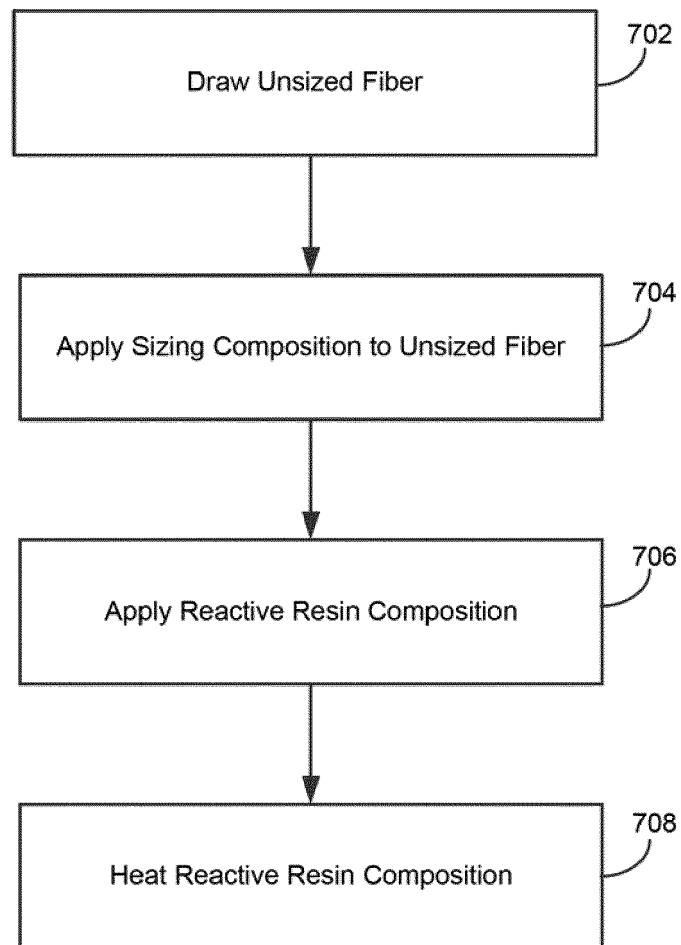 702
Draw Unsized Fiber
704
Apply Sizing Composition to Unsized Fiber
706
Apply Reactive Resin Composition
708
Heat Reactive Resin Composition